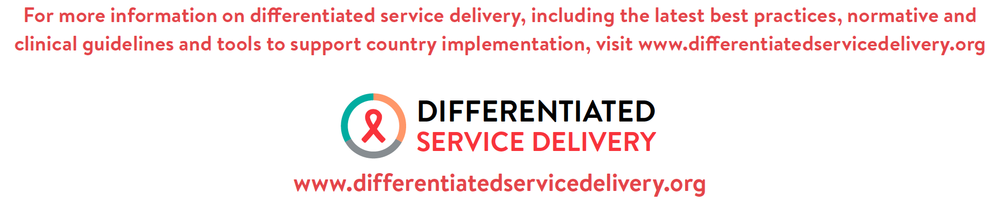 For more information on differentiated service delivery, including the latest best practices, normative and
clinical guidelines and tools to support country implementation, visit www.differentiatedservicedelivery.org
DIFFERENTIATED
SERVICE DELIVERY
www.differentiatedservicedelivery.org